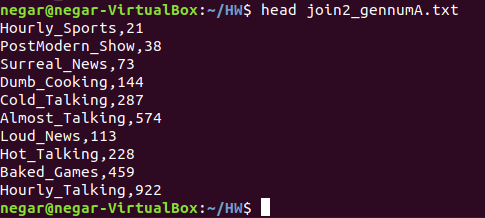 negar@negar-VirtualBox:~/HW$ head join2_gennumA.txt
Hourly_Sports,21
PostModern_Show,38
Surreal_News,73
Dumb_Cooking,144
Cold_Talking,287
Almost_Talking,574
Loud_News,113
Hot_Talking,228
Baked_Games,459
Hourly_Talking,922
negar@negar-VirtualBox:~/HW$